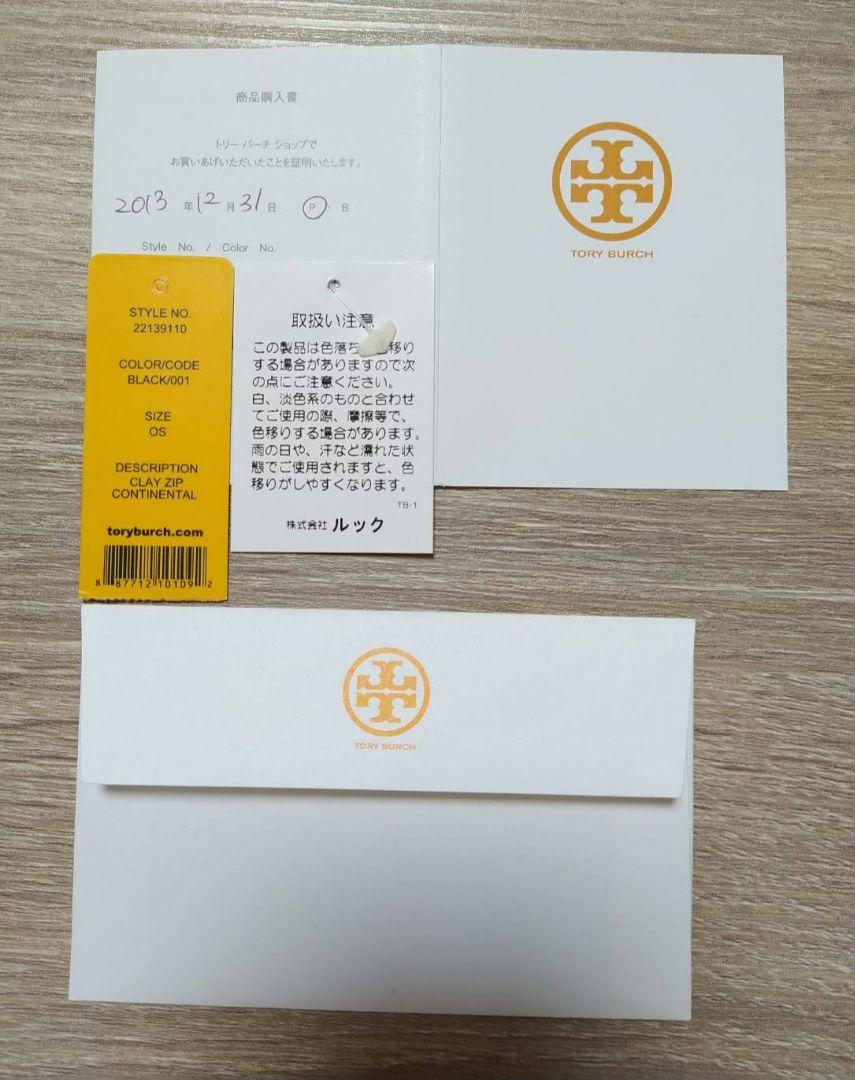 商品購入書
トリー バーチ ショップで
お買いあげいただいたことを証明いたします。
2013 年 12 月 31 日 P・B
Style No. / Color No.
TORY BURCH
STYLE NO.
22139110
COLOR/CODE
BLACK/001
SIZE
OS
DESCRIPTION
CLAY ZIP
CONTINENTAL
toryburch.com
8 87712 10109 2
取扱い注意
この製品は色落ち 移り
する場合がありますので次
の点にご注意ください。
白、淡色系のものと合わせ
てご使用の際、摩擦等で、
色移りする場合があります。
雨の日や、汗など濡れた状
態でご使用されますと、色
移りがしやすくなります。
TB-1
株式会社 ルック
TORY BURCH